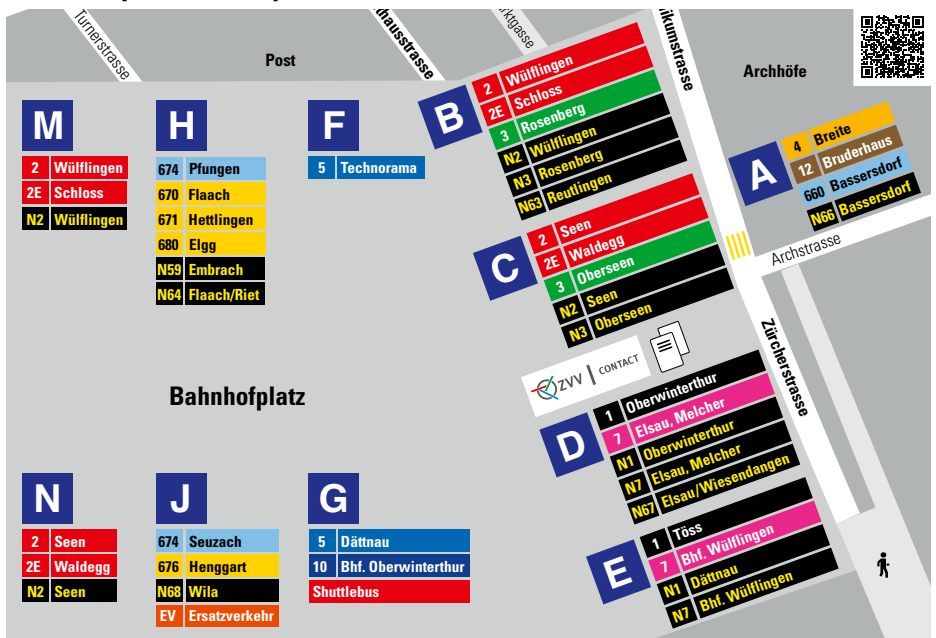 Turnerstrasse
thausstrasse
rktgasse
ikumstrasse
Post
Archhöfe
M
2 Wülflingen
2E Schloss
N2 Wülflingen
H
674 Pfungen
670 Flaach
671 Hettlingen
680 Elgg
N59 Embrach
N64 Flaach/Riet
F
5 Technorama
B
2 Wülflingen
2E Schloss
3 Rosenberg
N2 Wülflingen
N3 Rosenberg
N63 Reutlingen
A
4 Breite
12 Bruderhaus
660 Bassersdorf
N66 Bassersdorf
Archstrasse
C
2 Seen
2E Waldegg
3 Oberseen
N2 Seen
N3 Oberseen
Zürcherstrasse
ZVV CONTACT
Bahnhofplatz
D
1 Oberwinterthur
7 Elsau, Melcher
N1 Oberwinterthur
N7 Elsau, Melcher
N67 Elsau/Wiesendangen
N
2 Seen
2E Waldegg
N2 Seen
J
674 Seuzach
676 Henggart
N68 Wila
EV Ersatzverkehr
G
5 Dättnau
10 Bhf. Oberwinterthur
Shuttlebus
E
1 Töss
7 Bhf. Wülflingen
N1 Dättnau
N7 Bhf. Wülflingen